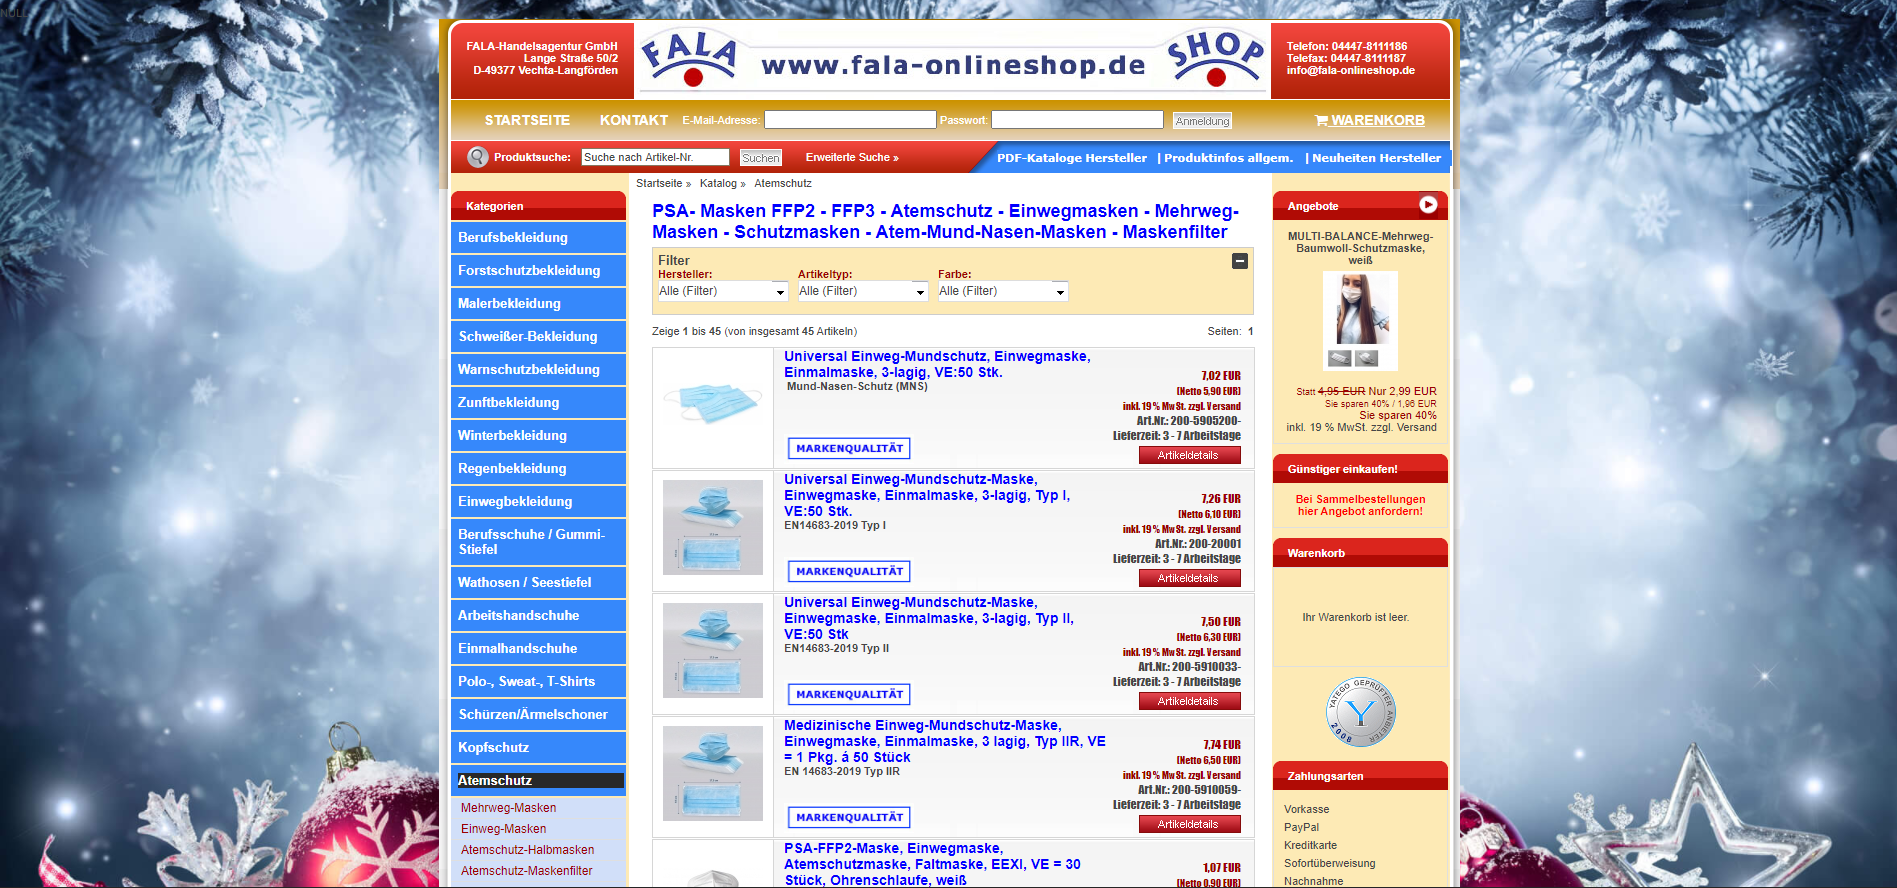 NULL
FALA-Handelsagentur GmbH
Lange Straße 50/2
D-49377 Vechta-Langförden
FALA
www.fala-onlineshop.de
SHOP
Telefon: 04447-8111186
Telefax: 04447-8111187
info@fala-onlineshop.de
STARTSEITE KONTAKT E-Mail-Adresse: Passwort: Anmeldung WARENKORB
Produktsuche: Suche nach Artikel-Nr. Suchen Erweiterte Suche »
PDF-Kataloge Hersteller | Produktinfos allgem. | Neuheiten Hersteller
Startseite » Katalog » Atemschutz
Kategorien
Berufsbekleidung
Forstschutzbekleidung
Malerbekleidung
Schweißer-Bekleidung
Warnschutzbekleidung
Zunftbekleidung
Winterbekleidung
Regenbekleidung
Einwegbekleidung
Berufsschuhe / Gummi-
Stiefel
Wathosen / Seestiefel
Arbeitshandschuhe
Einmalhandschuhe
Polo-, Sweat-, T-Shirts
Schürzen/Ärmelschoner
Kopfschutz
Atemschutz
Mehrweg-Masken
Einweg-Masken
Atemschutz-Halbmasken
Atemschutz-Maskenfilter
PSA- Masken FFP2 - FFP3 - Atemschutz - Einwegmasken - Mehrweg-
Masken - Schutzmasken - Atem-Mund-Nasen-Masken - Maskenfilter
Filter
Hersteller: Artikeltyp: Farbe:
Alle (Filter) Alle (Filter) Alle (Filter)
Zeige 1 bis 45 (von insgesamt 45 Artikeln) Seiten: 1
Universal Einweg-Mundschutz, Einwegmaske,
Einmalmaske, 3-lagig, VE:50 Stk.
Mund-Nasen-Schutz (MNS)
MARKENQUALITÄT
7,02 EUR
(Netto 5,90 EUR)
inkl. 19 % MwSt. zzgl. Versand
Art.Nr.: 200-5905200-
Lieferzeit: 3 - 7 Arbeitstage
Artikeldetails
Universal Einweg-Mundschutz-Maske,
Einwegmaske, Einmalmaske, 3-lagig, Typ I,
VE:50 Stk.
EN14683-2019 Typ I
MARKENQUALITÄT
7,26 EUR
(Netto 6,10 EUR)
inkl. 19 % MwSt. zzgl. Versand
Art.Nr.: 200-20001
Lieferzeit: 3 - 7 Arbeitstage
Artikeldetails
Universal Einweg-Mundschutz-Maske,
Einwegmaske, Einmalmaske, 3-lagig, Typ II,
VE:50 Stk
EN14683-2019 Typ II
MARKENQUALITÄT
7,50 EUR
(Netto 6,30 EUR)
inkl. 19 % MwSt. zzgl. Versand
Art.Nr.: 200-5910033-
Lieferzeit: 3 - 7 Arbeitstage
Artikeldetails
Medizinische Einweg-Mundschutz-Maske,
Einwegmaske, Einmalmaske, 3 lagig, Typ IIR, VE
= 1 Pkg. á 50 Stück
EN 14683-2019 Typ IIR
MARKENQUALITÄT
7,74 EUR
(Netto 6,50 EUR)
inkl. 19 % MwSt. zzgl. Versand
Art.Nr.: 200-5910059-
Lieferzeit: 3 - 7 Arbeitstage
Artikeldetails
PSA-FFP2-Maske, Einwegmaske,
Atemschutzmaske, Faltmaske, EEXI, VE = 30
Stück, Ohrenschlaufe, weiß
1,07 EUR
(Netto 0,90 EUR)
Angebote
MULTI-BALANCE-Mehrweg-
Baumwoll-Schutzmaske,
weiß
Statt 4,95 EUR Nur 2,99 EUR
Sie sparen 40% / 1,96 EUR
Sie sparen 40%
inkl. 19 % MwSt. zzgl. Versand
Günstiger einkaufen!
Bei Sammelbestellungen
hier Angebot anfordern!
Warenkorb
Ihr Warenkorb ist leer.
YATEGO GEPRÜFTER ANBIETER
Y
2008
Zahlungsarten
Vorkasse
PayPal
Kreditkarte
Sofortüberweisung
Nachnahme